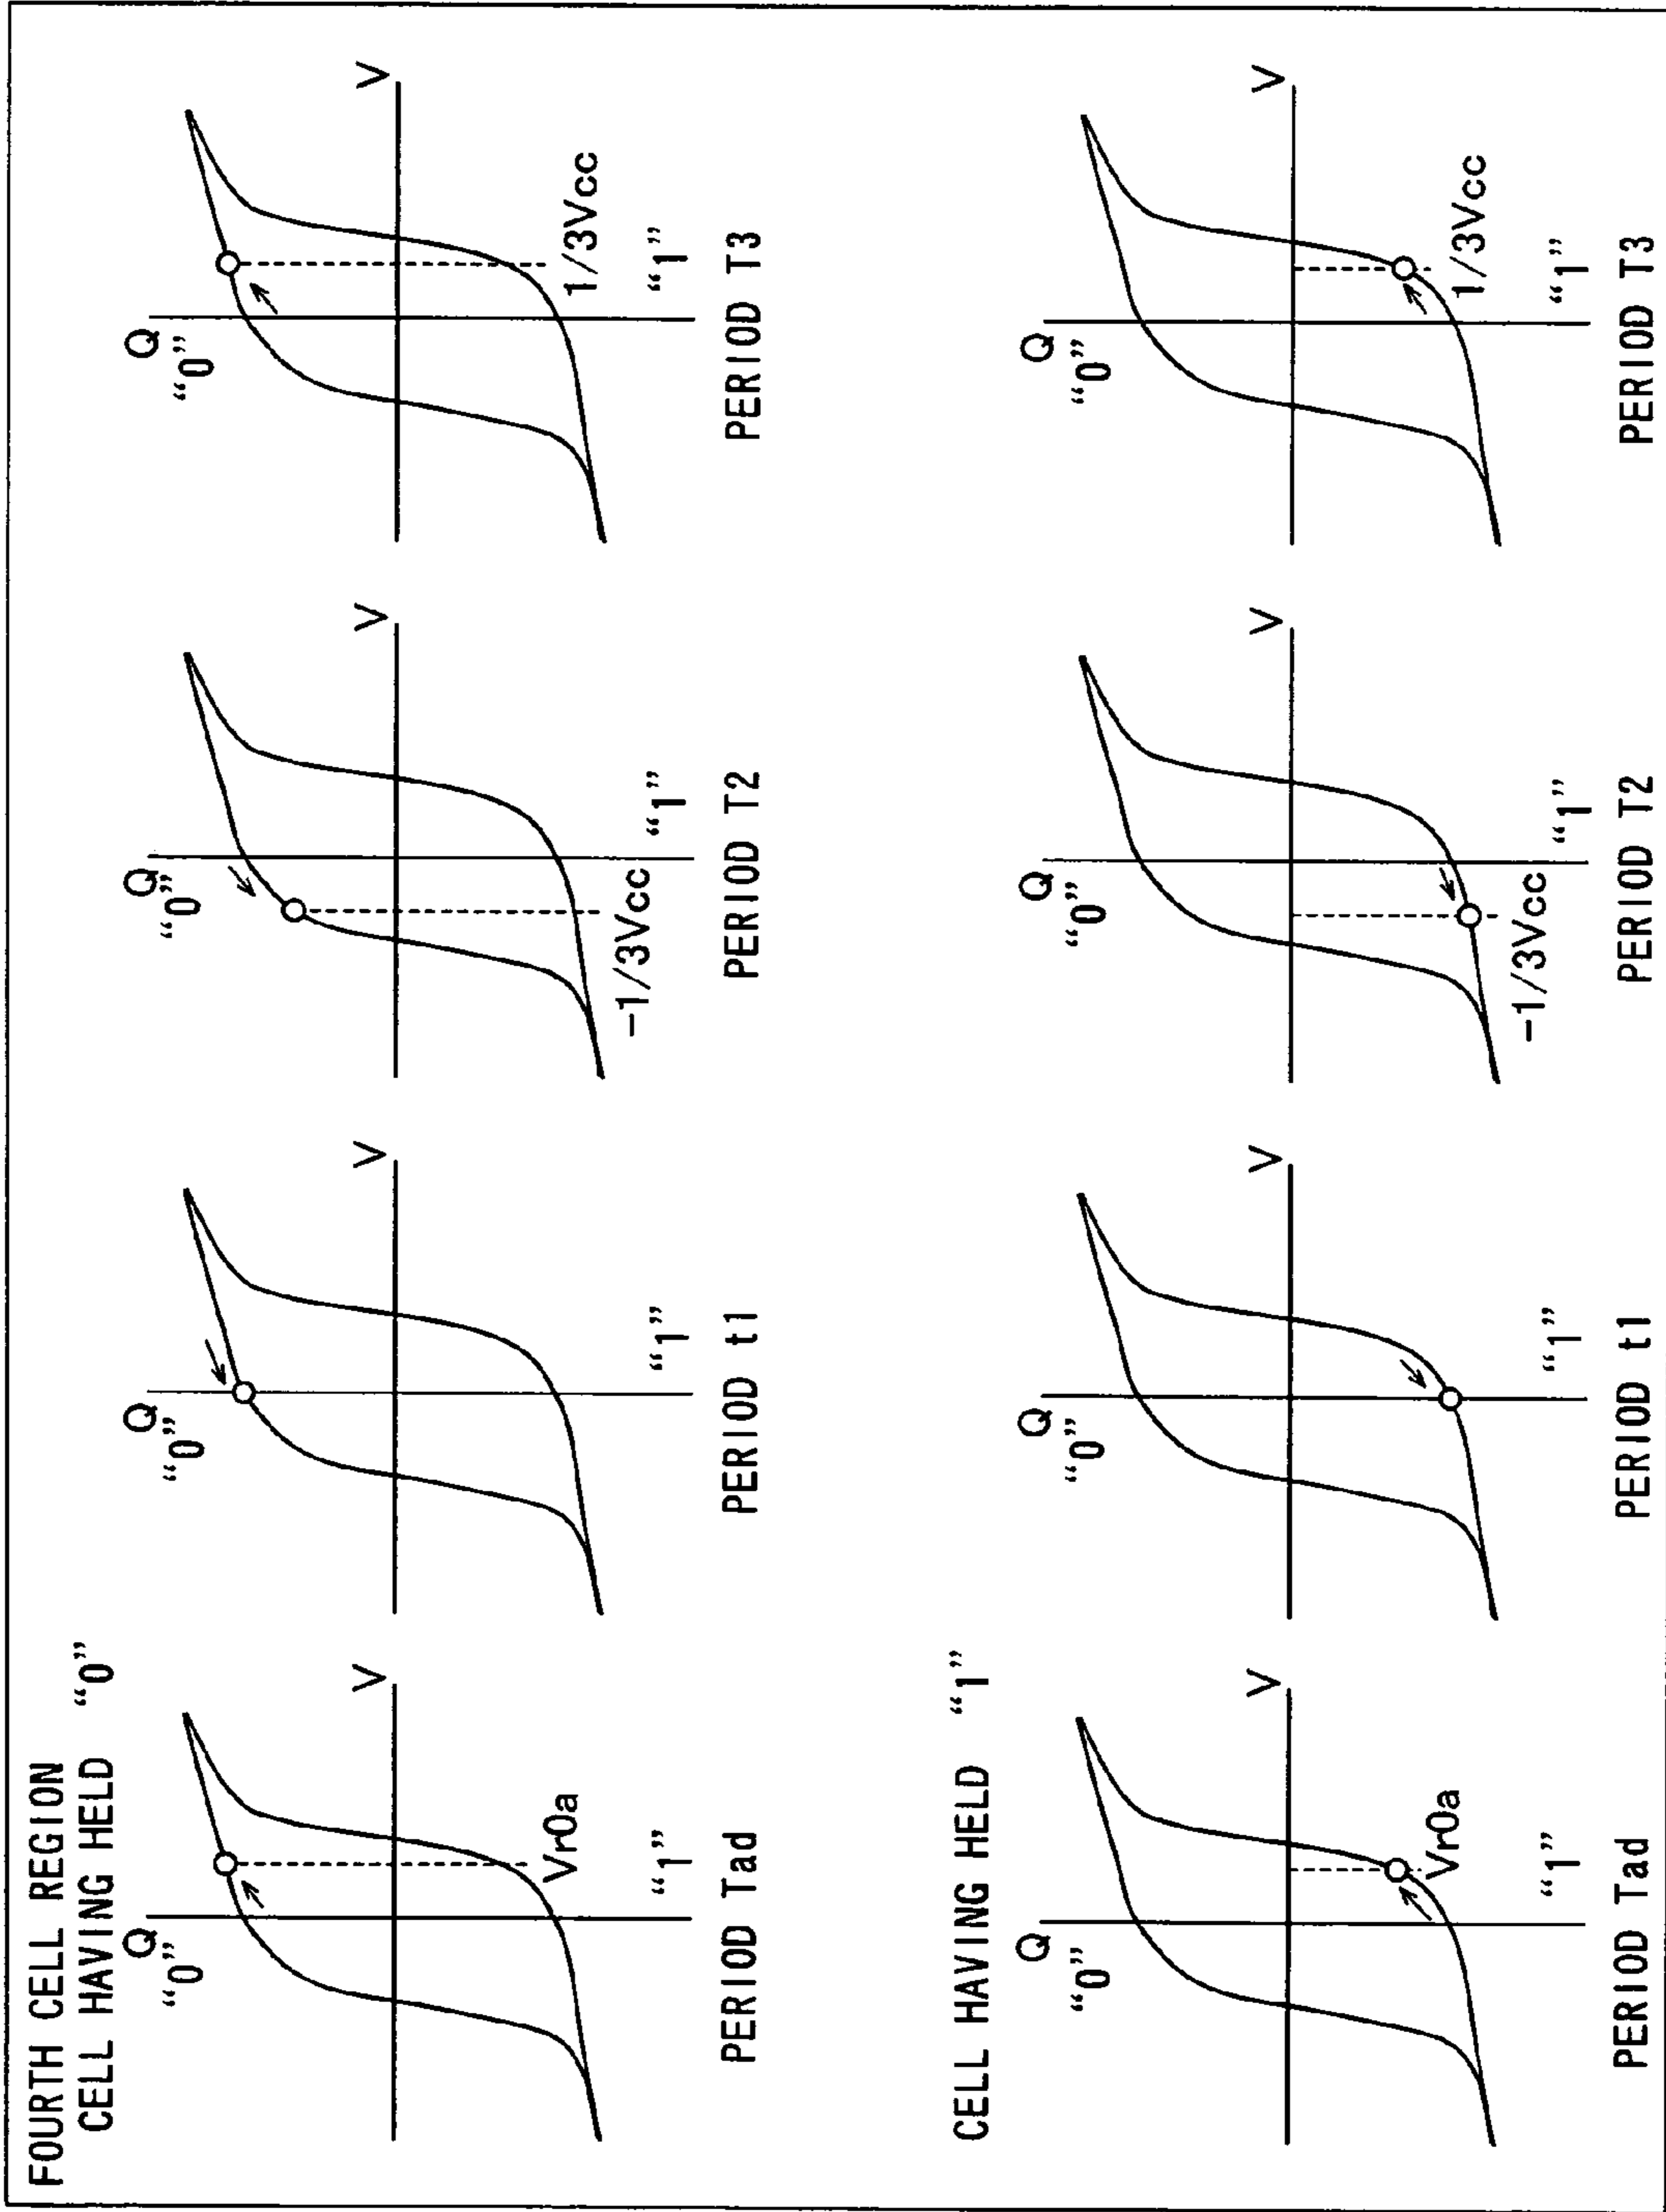 FOURTH CELL REGION
CELL HAVING HELD “0”
Q
“0”
V
Vr0a
“1”
PERIOD Tad
Q
“0”
V
“1”
PERIOD t1
Q
“0”
V
-1/3Vcc
“1”
PERIOD T2
Q
“0”
V
1/3Vcc
“1”
PERIOD T3
CELL HAVING HELD “1”
Q
“0”
V
Vr0a
“1”
PERIOD Tad
Q
“0”
V
“1”
PERIOD t1
Q
“0”
V
-1/3Vcc
“1”
PERIOD T2
Q
“0”
V
1/3Vcc
“1”
PERIOD T3